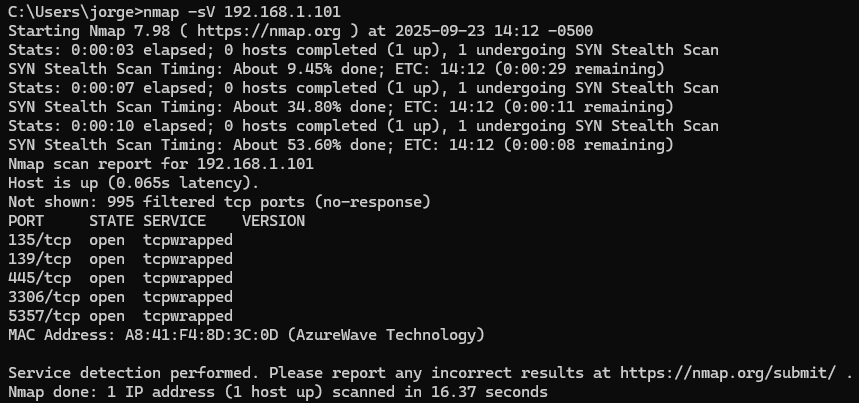 C:\Users\jorge>nmap -sV 192.168.1.101
Starting Nmap 7.98 ( https://nmap.org ) at 2025-09-23 14:12 -0500
Stats: 0:00:03 elapsed; 0 hosts completed (1 up), 1 undergoing SYN Stealth Scan
SYN Stealth Scan Timing: About 9.45% done; ETC: 14:12 (0:00:29 remaining)
Stats: 0:00:07 elapsed; 0 hosts completed (1 up), 1 undergoing SYN Stealth Scan
SYN Stealth Scan Timing: About 34.80% done; ETC: 14:12 (0:00:11 remaining)
Stats: 0:00:10 elapsed; 0 hosts completed (1 up), 1 undergoing SYN Stealth Scan
SYN Stealth Scan Timing: About 53.60% done; ETC: 14:12 (0:00:08 remaining)
Nmap scan report for 192.168.1.101
Host is up (0.065s latency).
Not shown: 995 filtered tcp ports (no-response)
PORT     STATE SERVICE    VERSION
135/tcp  open  tcpwrapped
139/tcp  open  tcpwrapped
445/tcp  open  tcpwrapped
3306/tcp open  tcpwrapped
5357/tcp open  tcpwrapped
MAC Address: A8:41:F4:8D:3C:0D (AzureWave Technology)
Service detection performed. Please report any incorrect results at https://nmap.org/submit/ .
Nmap done: 1 IP address (1 host up) scanned in 16.37 seconds